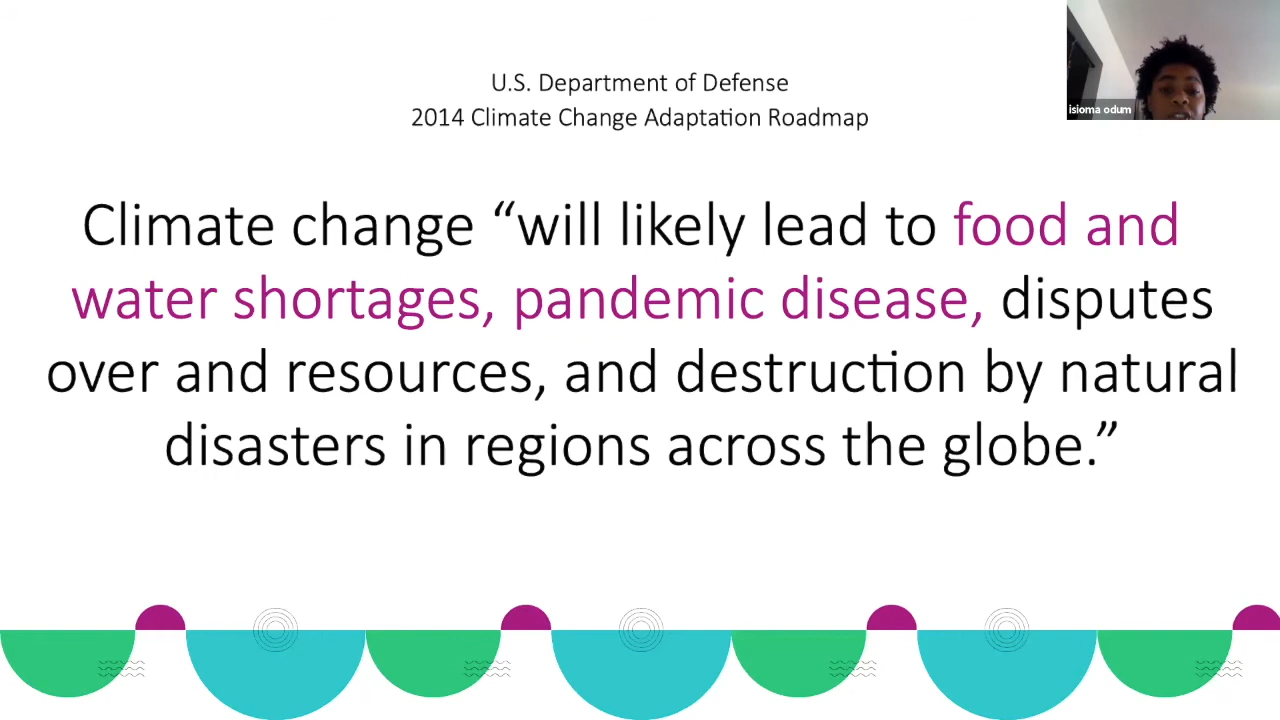 U.S. Department of Defense
2014 Climate Change Adaptation Roadmap
isioma odum
Climate change “will likely lead to food and
water shortages, pandemic disease, disputes
over and resources, and destruction by natural
disasters in regions across the globe.”